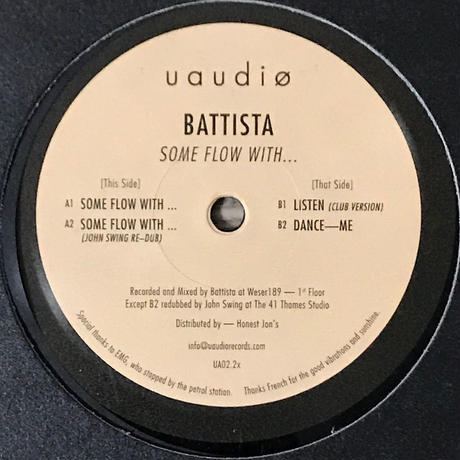 uaudiø
BATTISTA
SOME FLOW WITH...
[This Side]
A1 SOME FLOW WITH ...
A2 SOME FLOW WITH ...
(JOHN SWING RE–DUB)
[That Side]
B1 LISTEN (CLUB VERSION)
B2 DANCE—ME
Recorded and Mixed by Battista at Weser189 — 1st Floor
Except B2 redubbed by John Swing at The 41 Thames Studio
Distributed by — Honest Jon's
info@uaudiorecords.com
UA02.2x
Special thanks to EMG, who stopped by the petrol station. Thanks French for the good vibrations and sunshine.